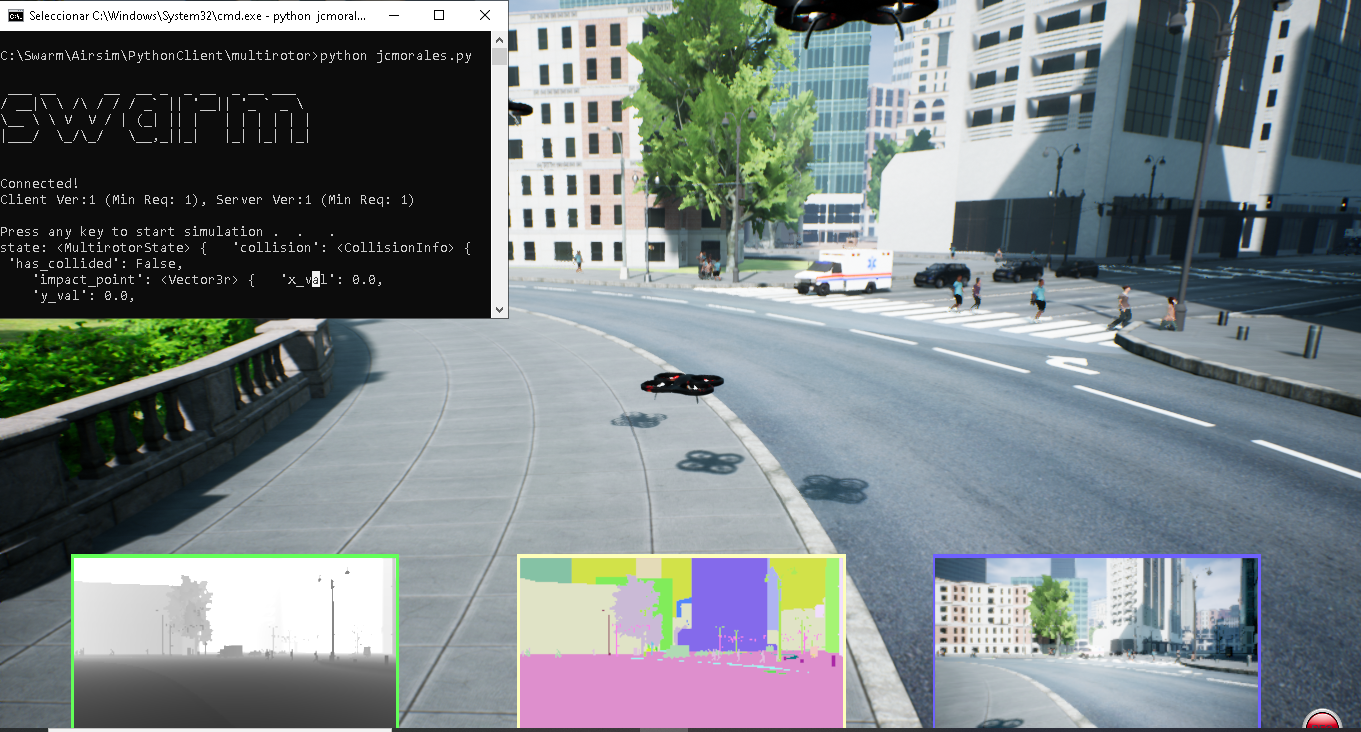 Seleccionar C:\Windows\System32\cmd.exe - python jcmoral...
C:\Swarm\Airsim\PythonClient\multirotor>python jcmorales.py
swarm
Connected!
Client Ver:1 (Min Req: 1), Server Ver:1 (Min Req: 1)
Press any key to start simulation . . .
state: <MultirotorState> {   'collision': <CollisionInfo> {
'has_collided': False,
'impact_point': <Vector3r> {   'x_val': 0.0,
'y_val': 0.0,